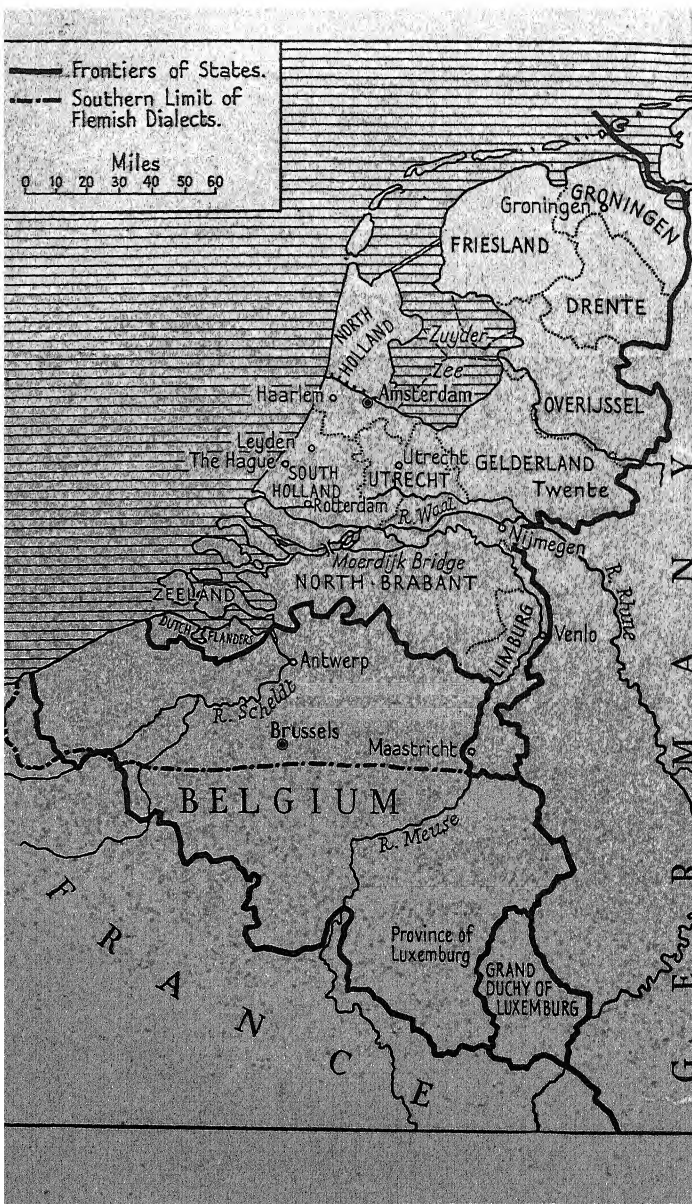 Frontiers of States.
Southern Limit of
Flemish Dialects.
Miles
0 10 20 30 40 50 60
GRONINGEN
Groningen
FRIESLAND
DRENTE
NORTH
HOLLAND
Zuyder
Zee
Haarlem
Amsterdam
OVERIJSSEL
Leyden
The Hague
Utrecht
UTRECHT
GELDERLAND
SOUTH
HOLLAND
Twente
Rotterdam
R. Waal
Nijmegen
Moerdijk Bridge
NORTH-BRABANT
R. Rhine
ZEELAND
DUTCH FLANDERS
LIMBURG
Venlo
Antwerp
R. Scheldt
Brussels
Maastricht
BELGIUM
R. Meuse
Province of
Luxemburg
GRAND
DUCHY OF
LUXEMBURG
FRANCE
GERMANY